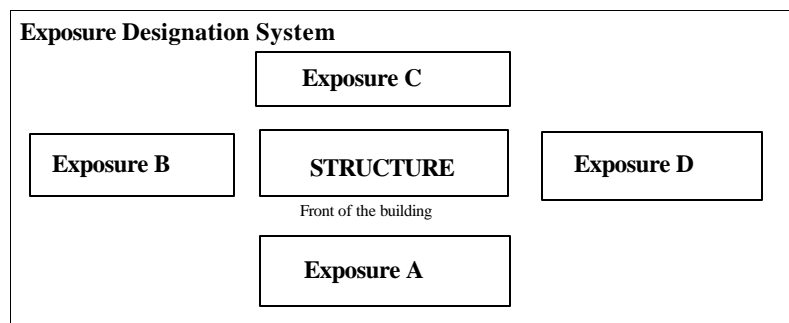 Exposure Designation System
Exposure C
Exposure B
STRUCTURE
Exposure D
Front of the building
Exposure A